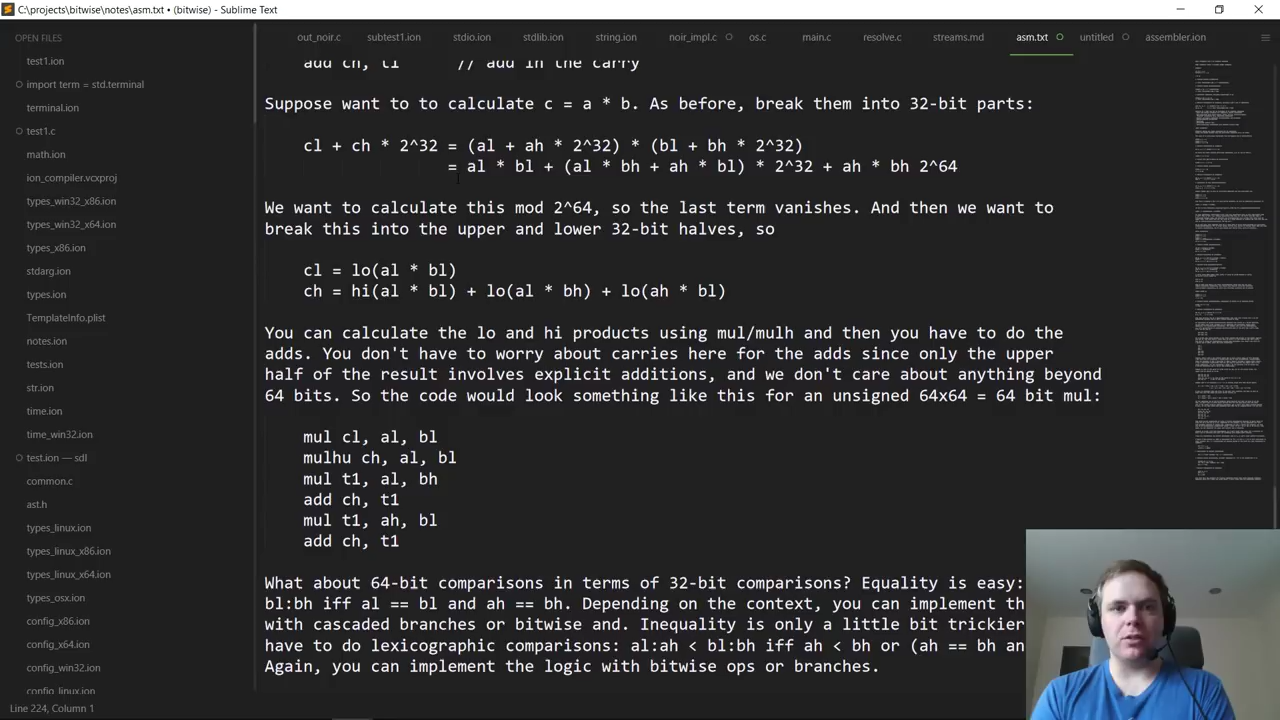 C:\projects\bitwise\notes\asm.txt • (bitwise) - Sublime Text
OPEN FILES
test1.ion
import term = std.terminal
terminal.ion
test1.c
math.ion
ion_compiler.vcxproj
types_win32_x86.ion
types_win32_x64.ion
types_x86.ion
stdarg.ion
types.ion
TemplateInfo.plist
notes.ion
tests.ion
str.ion
time.ion
time_win32.ion
test.ion — sdl
common.c
ast.h
types_linux.ion
types_linux_x86.ion
types_linux_x64.ion
types_osx.ion
config_x86.ion
config_x64.ion
config_win32.ion
config_linux.ion
out_noir.c subtest1.ion stdio.ion stdlib.ion string.ion noir_impl.c os.c main.c resolve.c streams.md asm.txt untitled assembler.ion
add ch, t1 // add in the carry
Suppose want to to calculate c = a * b. As before, break them into 32-bit parts:
cl + ch * 2^32 = (al + ah * 2^32) * (bl + bh * 2^32)
= al * bl + (al * bh + ah * bl) * 2^32 + ah * bh 2^64
We want to calculate this mod 2^64, so the last term vanishes. And then we want to
break this into the upper and lower 32-bit helves, so
cl = lo(al * bl)
ch = hi(al * bl) + lo(al * bh) + lo(ah * bl)
You can calculate the lo and hi products using mul/mulh and then you have to do the
adds. You don't have to worry about carries here for the adds since only the upper
half of the result involves explicit additions, and we don't care about anything beyond
64 bits. So the code would look something like this for an unsigned 64x64 = 64 bit mul:
mul cl, al, bl
mulhu ch, al, bl
mul t1, al, bh
add ch, t1
mul t1, ah, bl
add ch, t1
What about 64-bit comparisons in terms of 32-bit comparisons? Equality is easy:
bl:bh iff al == bl and ah == bh. Depending on the context, you can implement th
with cascaded branches or bitwise and. Inequality is only a little bit trickier
have to do lexicographic comparisons: al:ah < bl:bh iff ah < bh or (ah == bh an
Again, you can implement the logic with bitwise ops or branches.
Line 224, Column 1